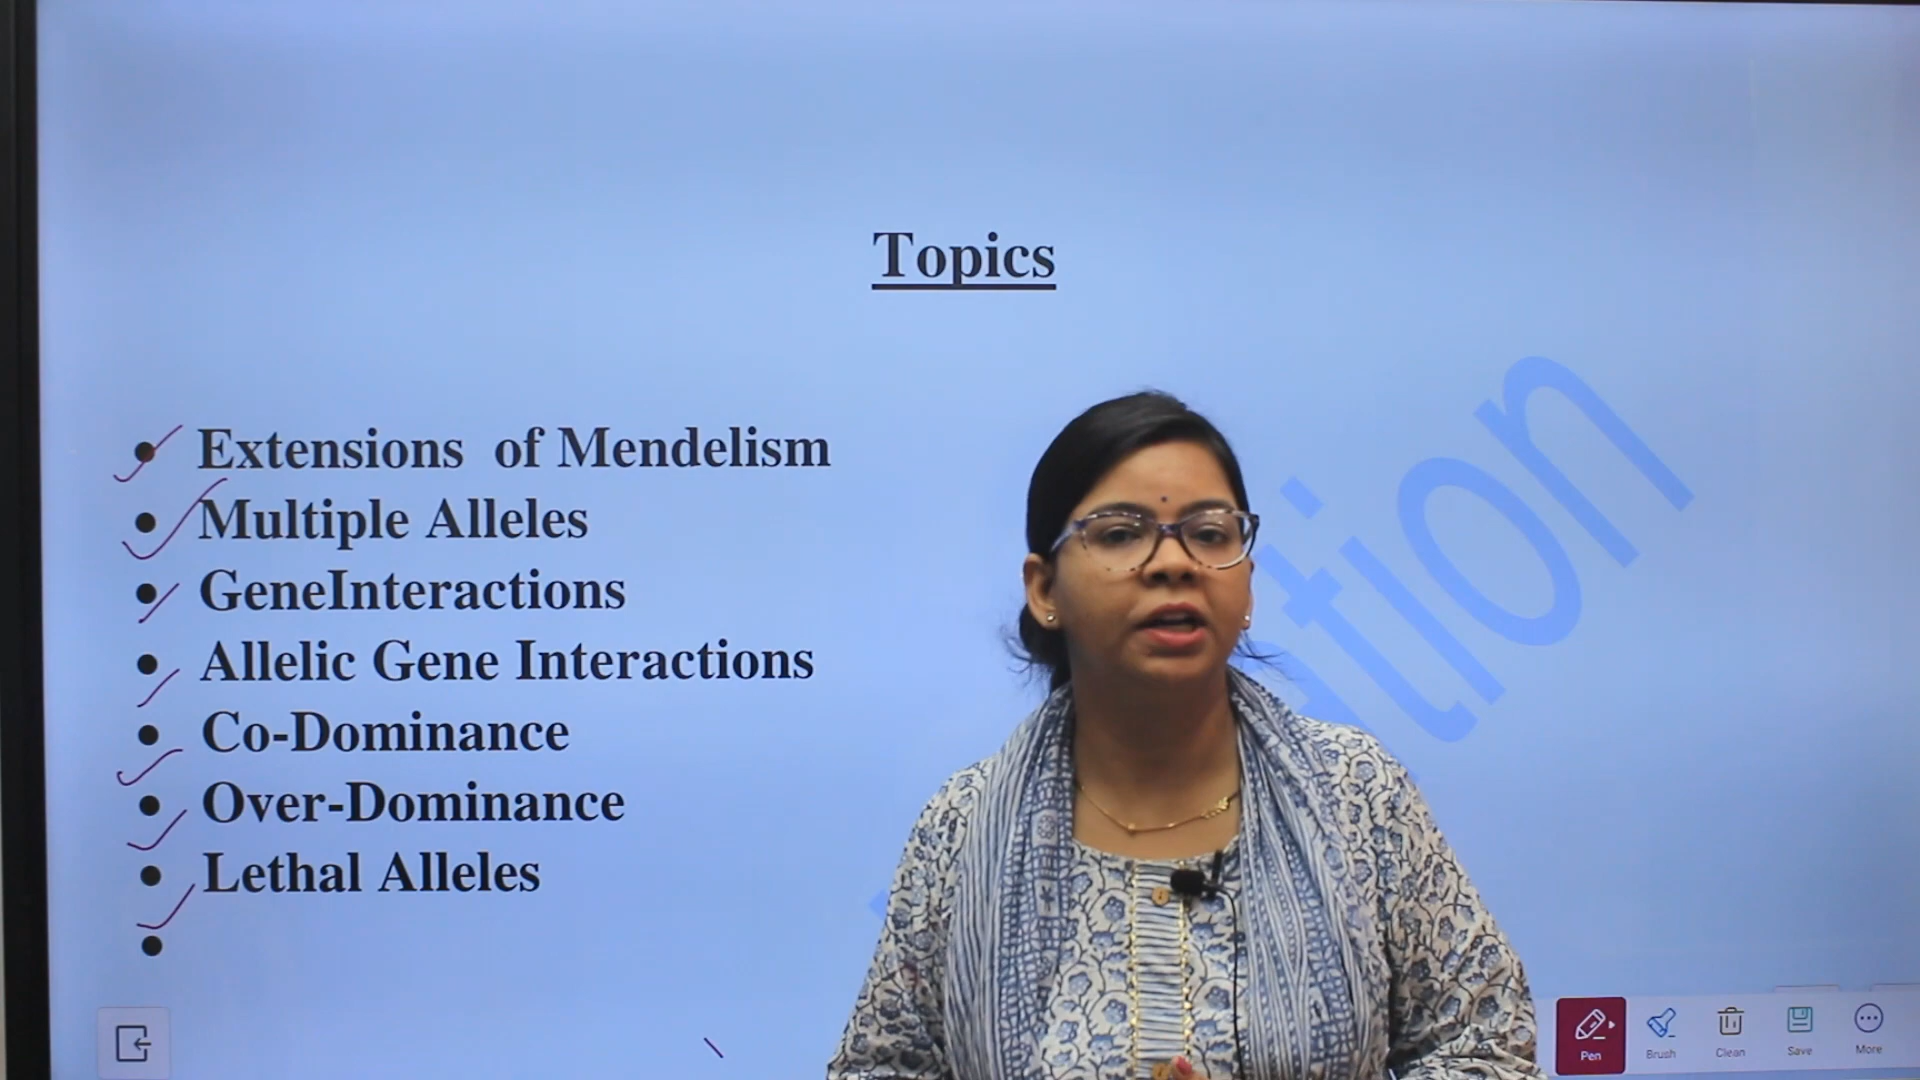 Topics
• Extensions of Mendelism
• Multiple Alleles
• GeneInteractions
• Allelic Gene Interactions
• Co-Dominance
• Over-Dominance
• Lethal Alleles
•
Pen Brush Clean Save More